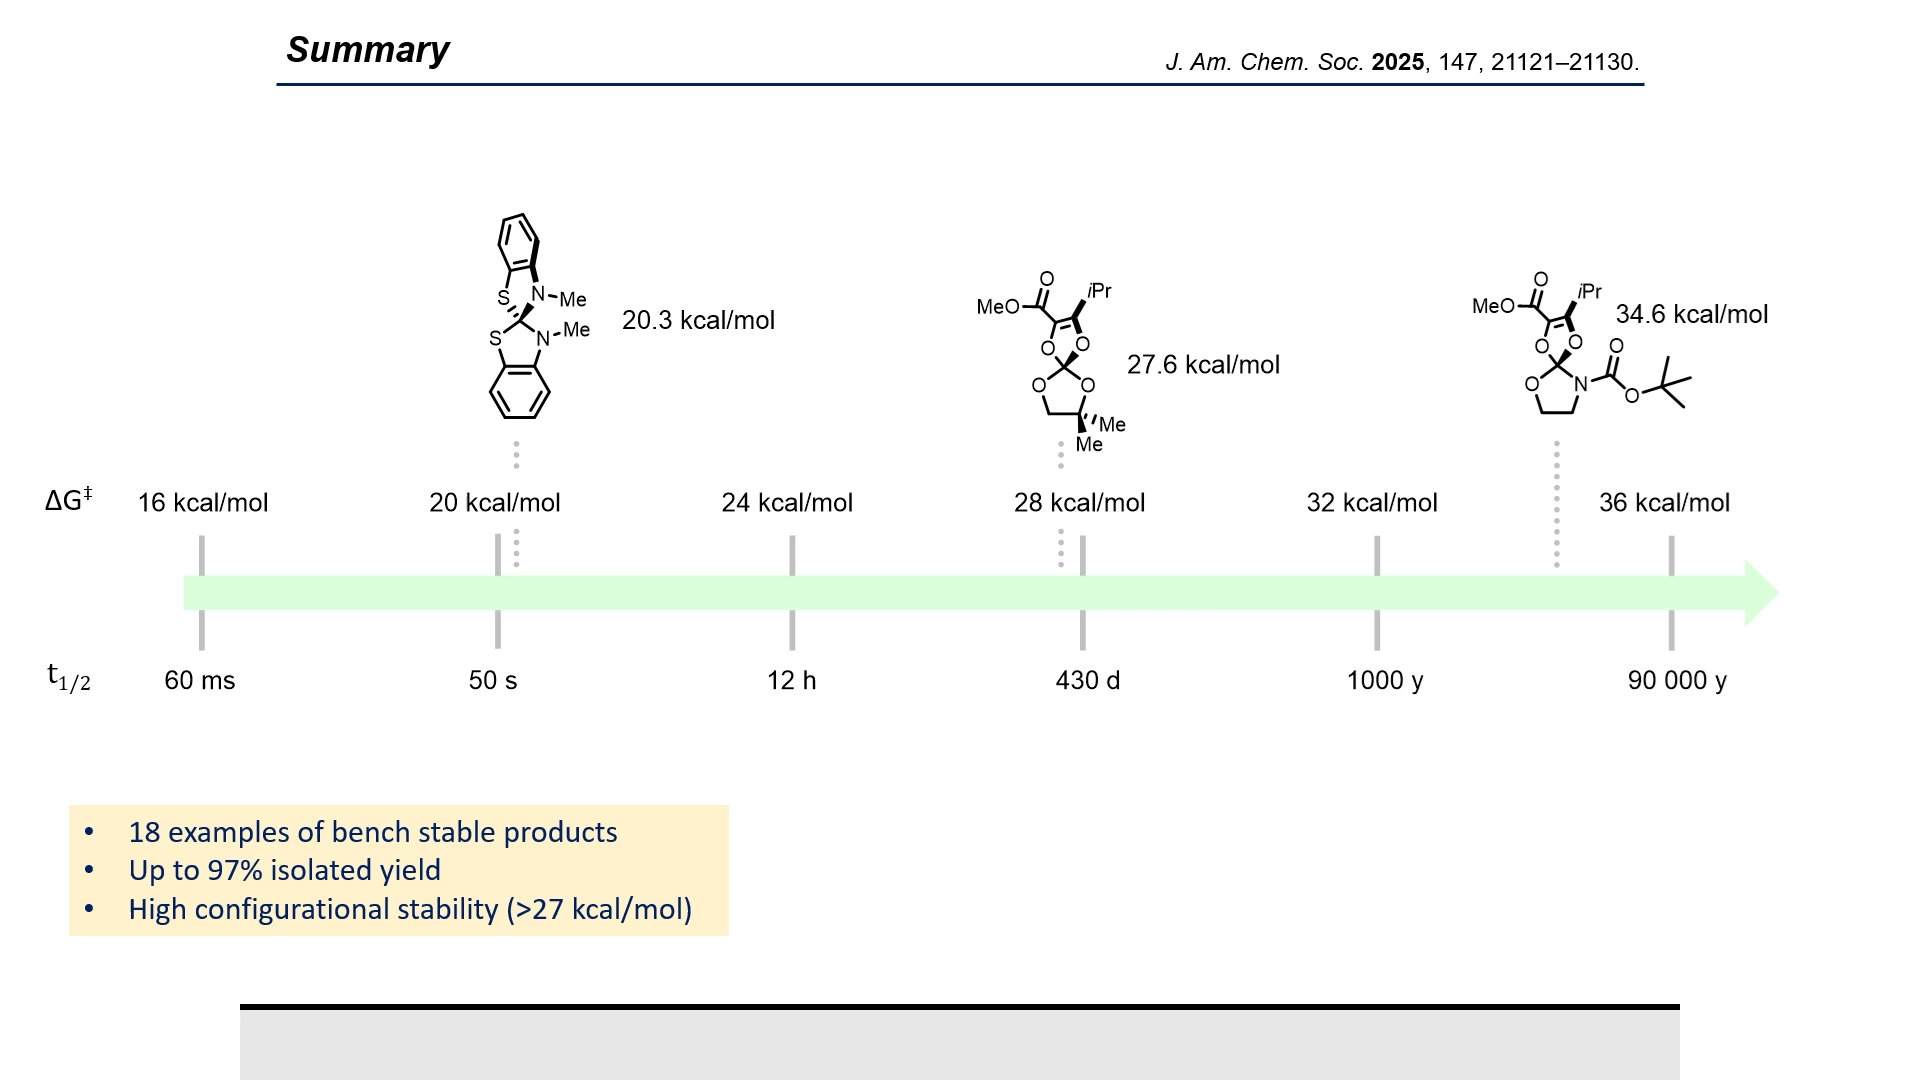 Summary
J. Am. Chem. Soc. 2025, 147, 21121–21130.
S
N
Me
S
N
Me
20.3 kcal/mol
O
MeO
iPr
O
O
O
O
Me
Me
27.6 kcal/mol
O
MeO
iPr
34.6 kcal/mol
O
O
O
O
N
O
ΔG‡
16 kcal/mol
20 kcal/mol
24 kcal/mol
28 kcal/mol
32 kcal/mol
36 kcal/mol
t1/2
60 ms
50 s
12 h
430 d
1000 y
90 000 y
• 18 examples of bench stable products
• Up to 97% isolated yield
• High configurational stability (>27 kcal/mol)